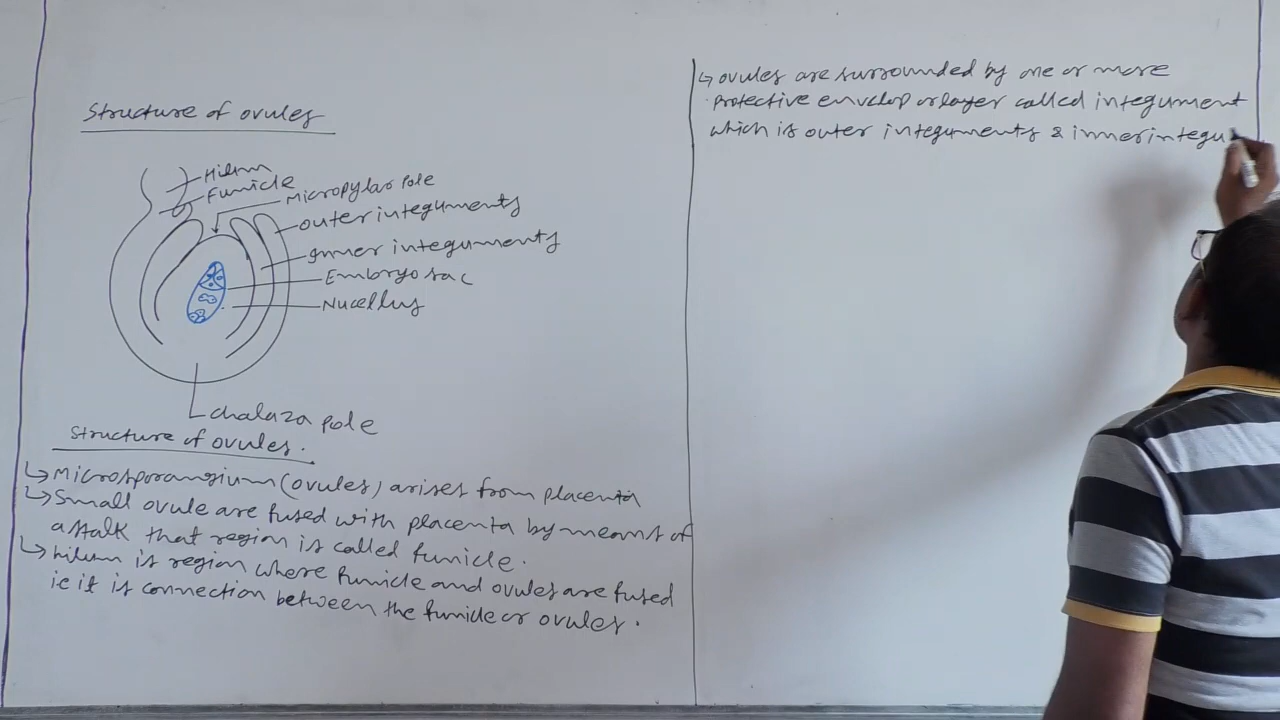 Structure of ovules
Hilum
Funicle
Micropylar pole
outer integuments
Inner integuments
Embryo sac
Nucellus
chalaza pole
Structure of ovules.
↳ Microsporangium (ovules) arises from placenta
↳ Small ovule are fused with placenta by means of
a stalk that region is called funicle.
↳ hilum is region where funicle and ovules are fused
ie it is connection between the funicle or ovules.
↳ ovules are surrounded by one or more
protective envelop or layer called integument
which is outer integuments & inner integu